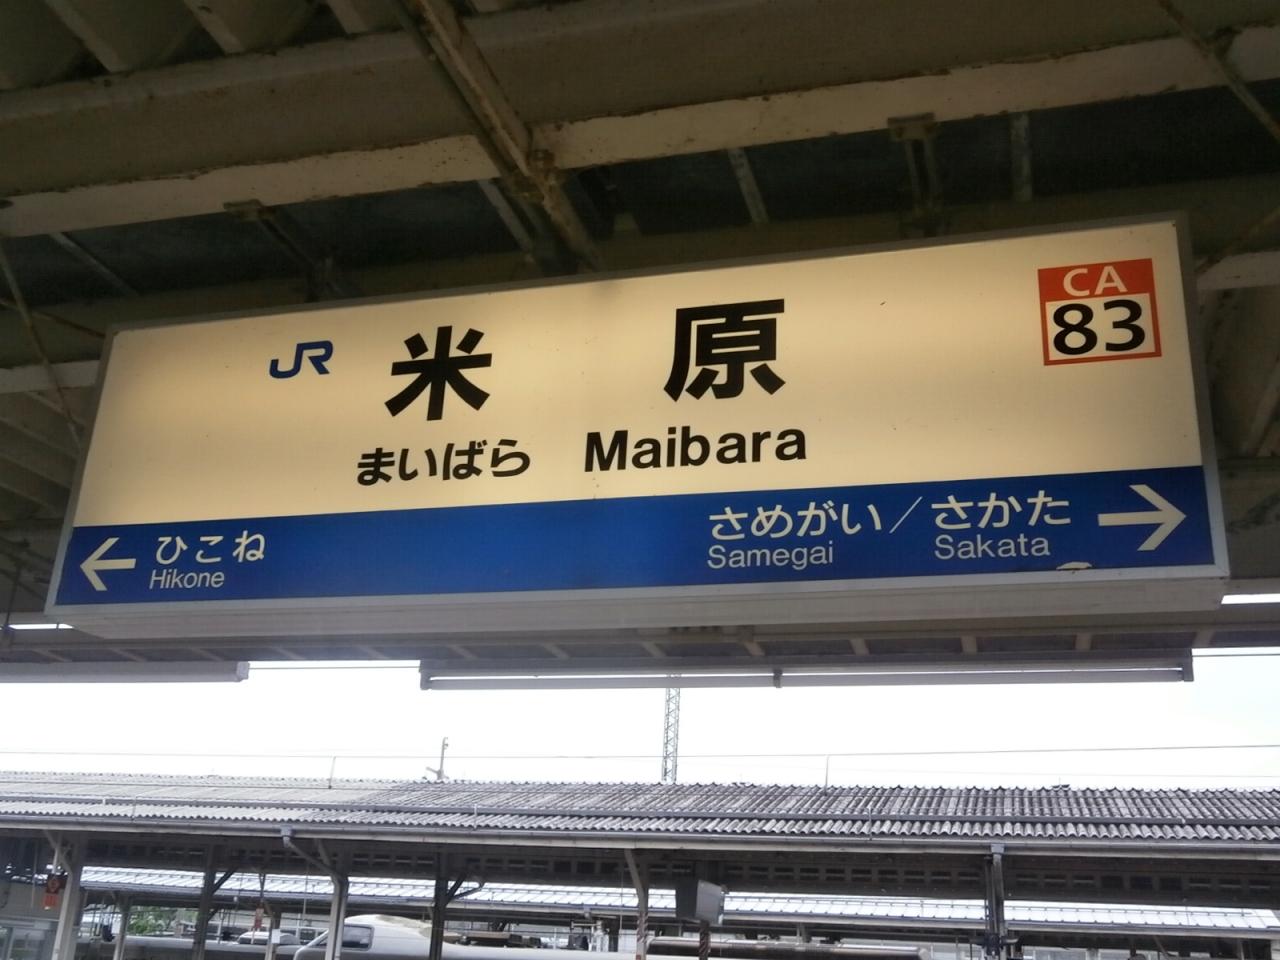 JR 米原
CA
83
まいばら Maibara
← ひこね
Hikone
さめがい／さかた →
Samegai Sakata